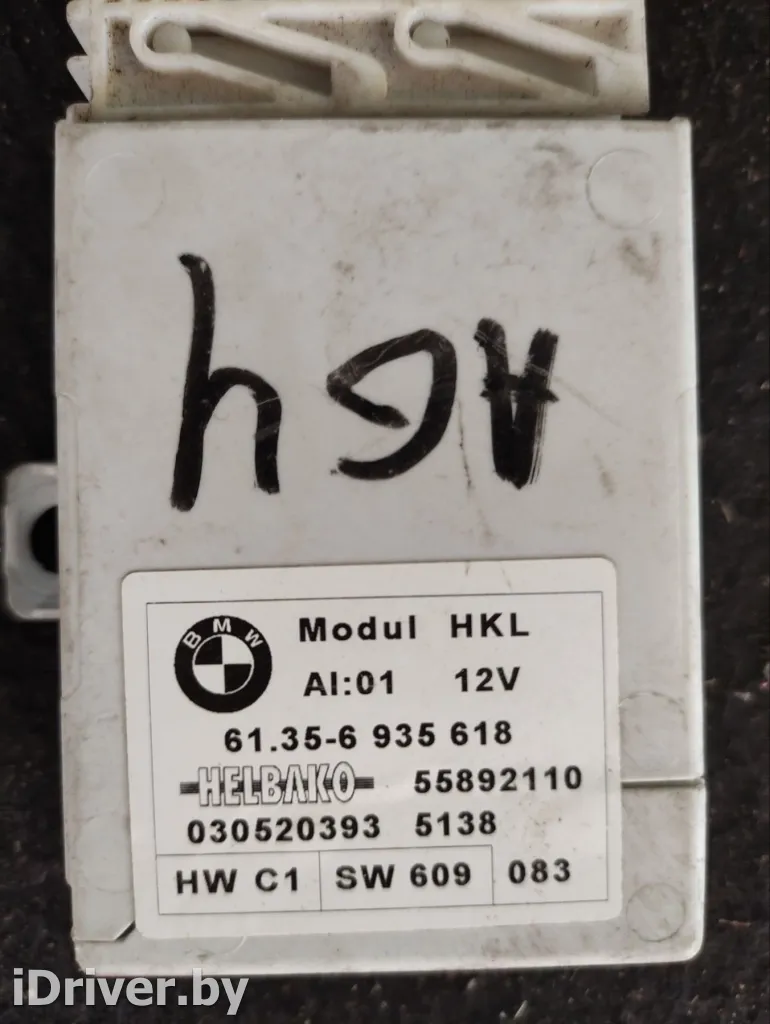 BMW
Modul HKL
AI:01 12V
61.35-6 935 618
HELBAKO 55892110
030520393 5138
HW C1 SW 609 083
iDriver.by